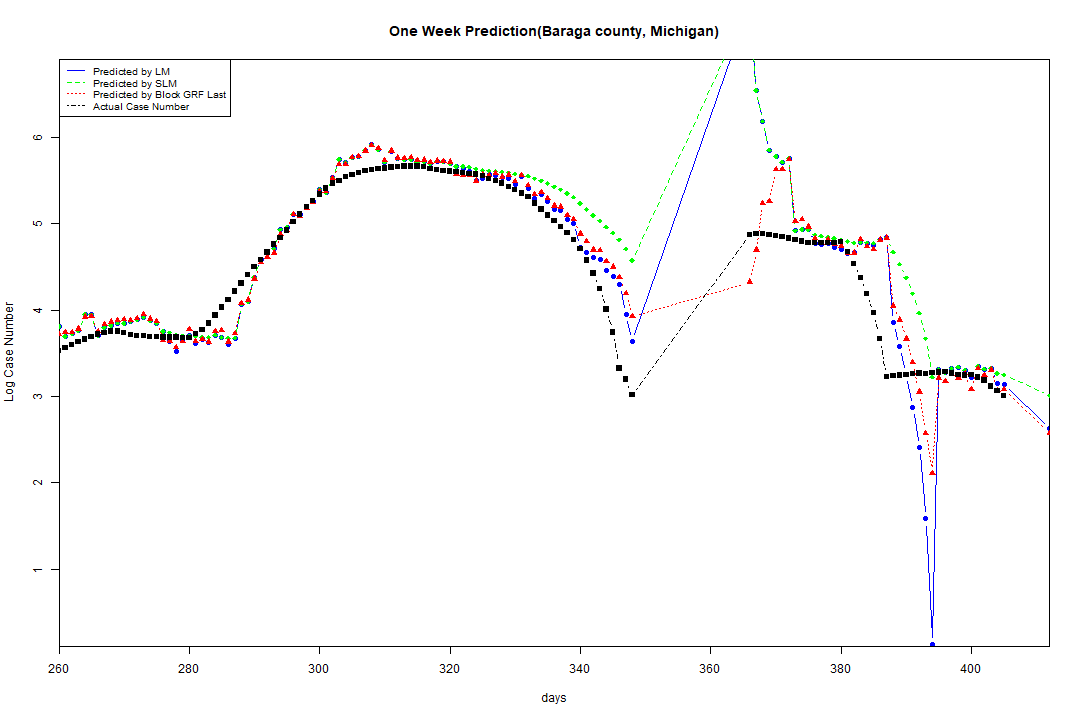 One Week Prediction(Baraga county, Michigan)
Predicted by LM
Predicted by SLM
Predicted by Block GRF Last
Actual Case Number
Log Case Number
6
5
4
3
2
1
260 280 300 320 340 360 380 400
days